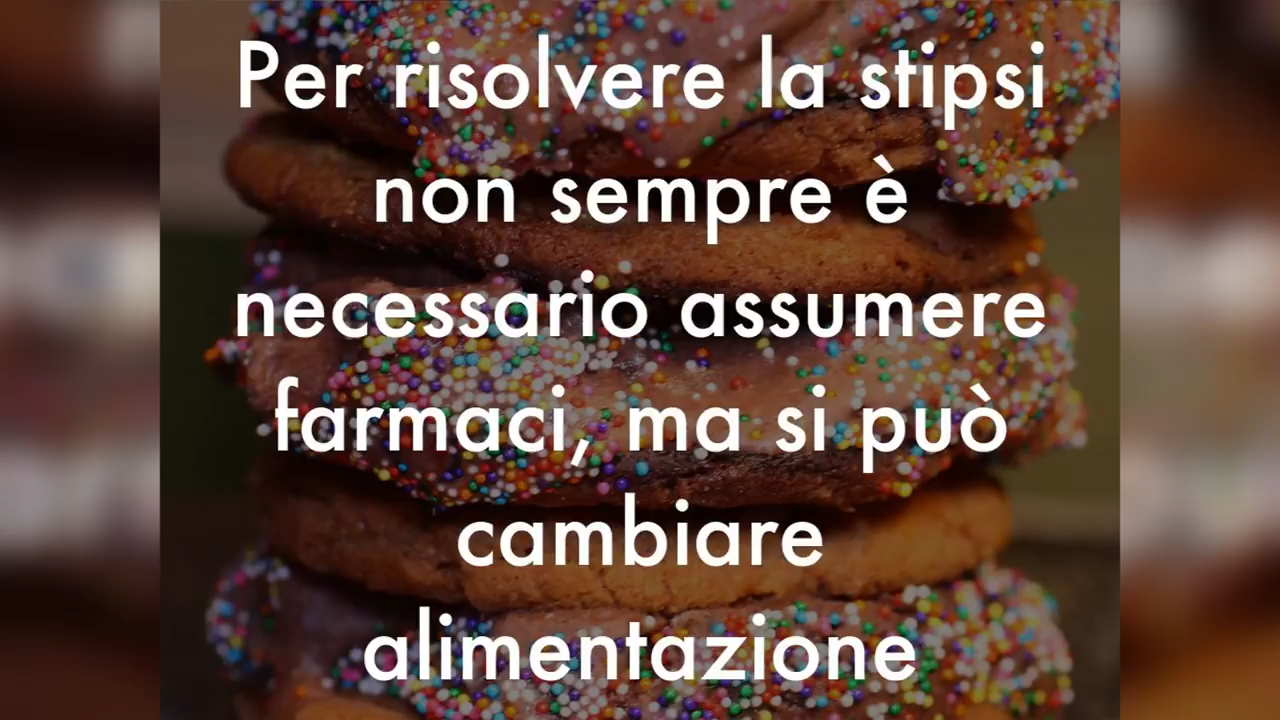 Per risolvere la stipsi
non sempre è
necessario assumere
farmaci, ma si può
cambiare
alimentazione